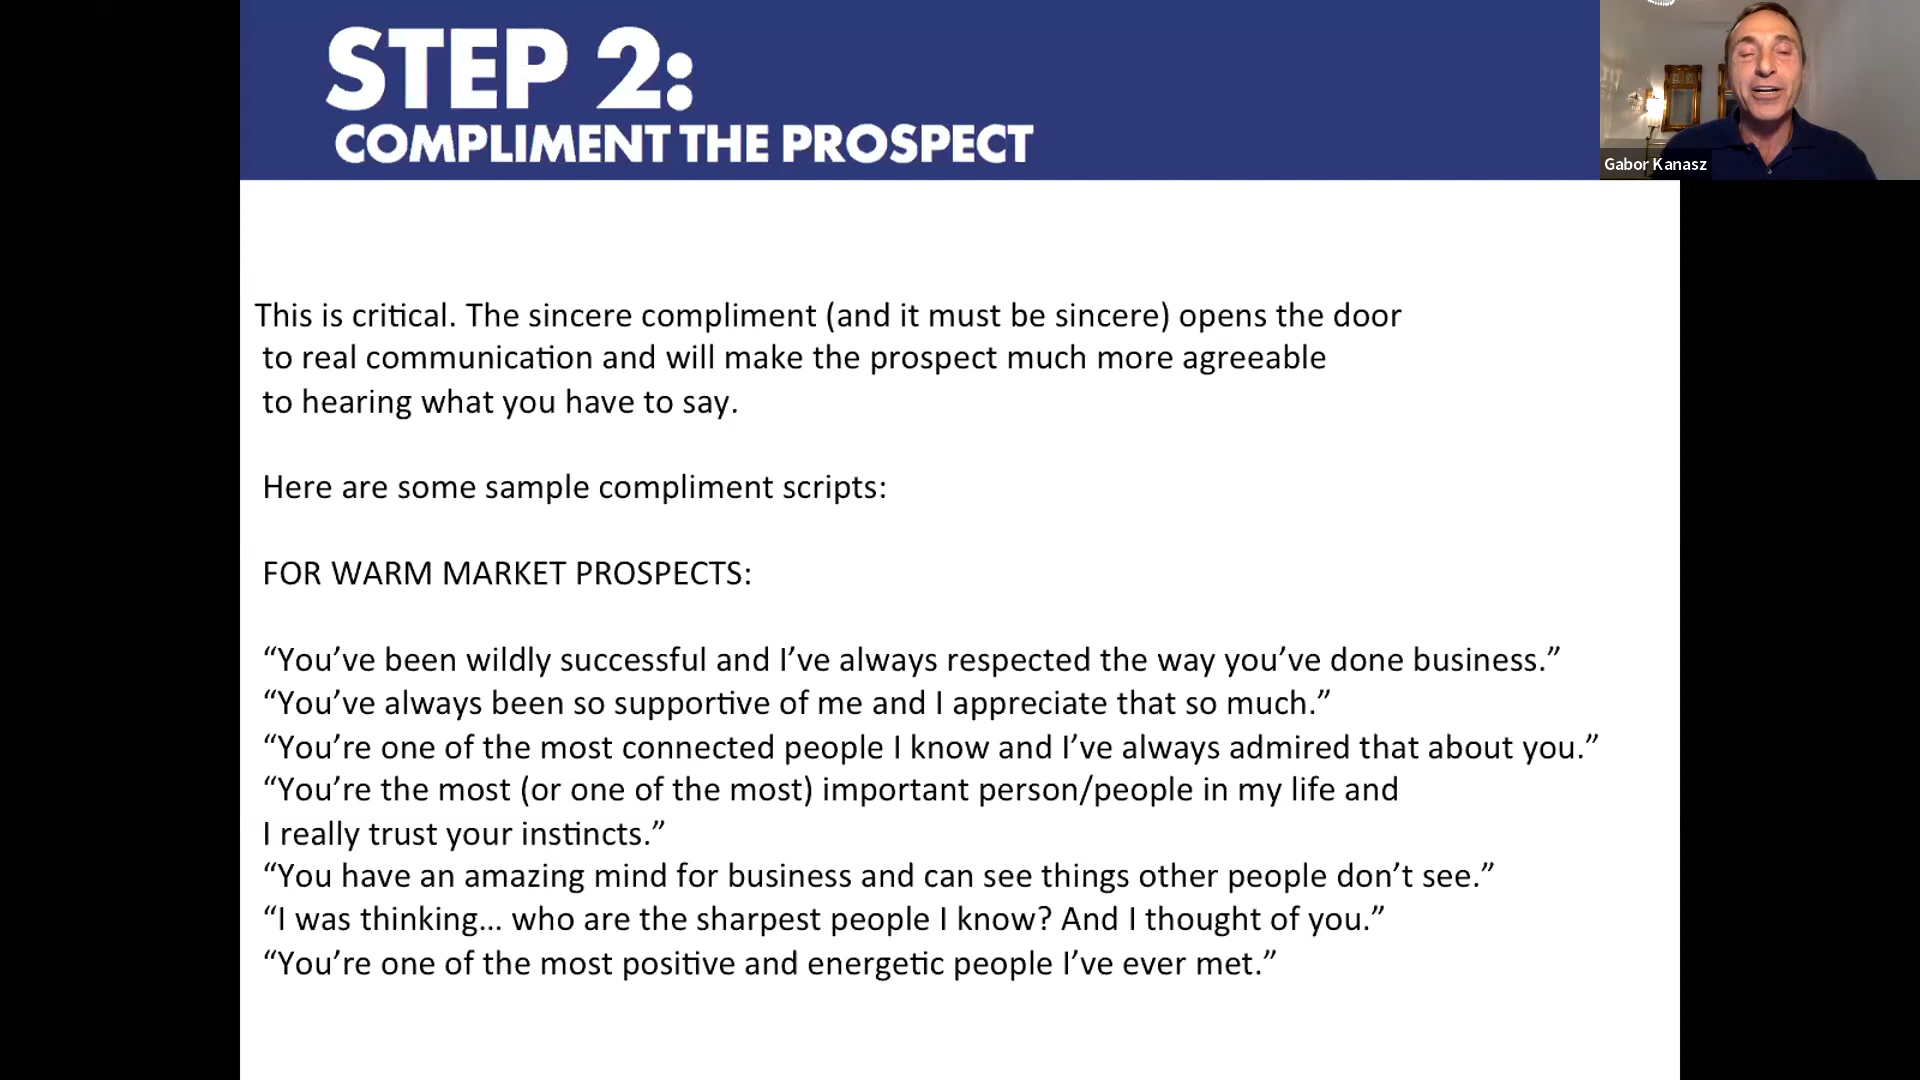 STEP 2:
COMPLIMENT THE PROSPECT
Gabor Kanasz
This is critical. The sincere compliment (and it must be sincere) opens the door
to real communication and will make the prospect much more agreeable
to hearing what you have to say.
Here are some sample compliment scripts:
FOR WARM MARKET PROSPECTS:
“You’ve been wildly successful and I’ve always respected the way you’ve done business.”
“You’ve always been so supportive of me and I appreciate that so much.”
“You’re one of the most connected people I know and I’ve always admired that about you.”
“You’re the most (or one of the most) important person/people in my life and
I really trust your instincts.”
“You have an amazing mind for business and can see things other people don’t see.”
“I was thinking... who are the sharpest people I know? And I thought of you.”
“You’re one of the most positive and energetic people I’ve ever met.”